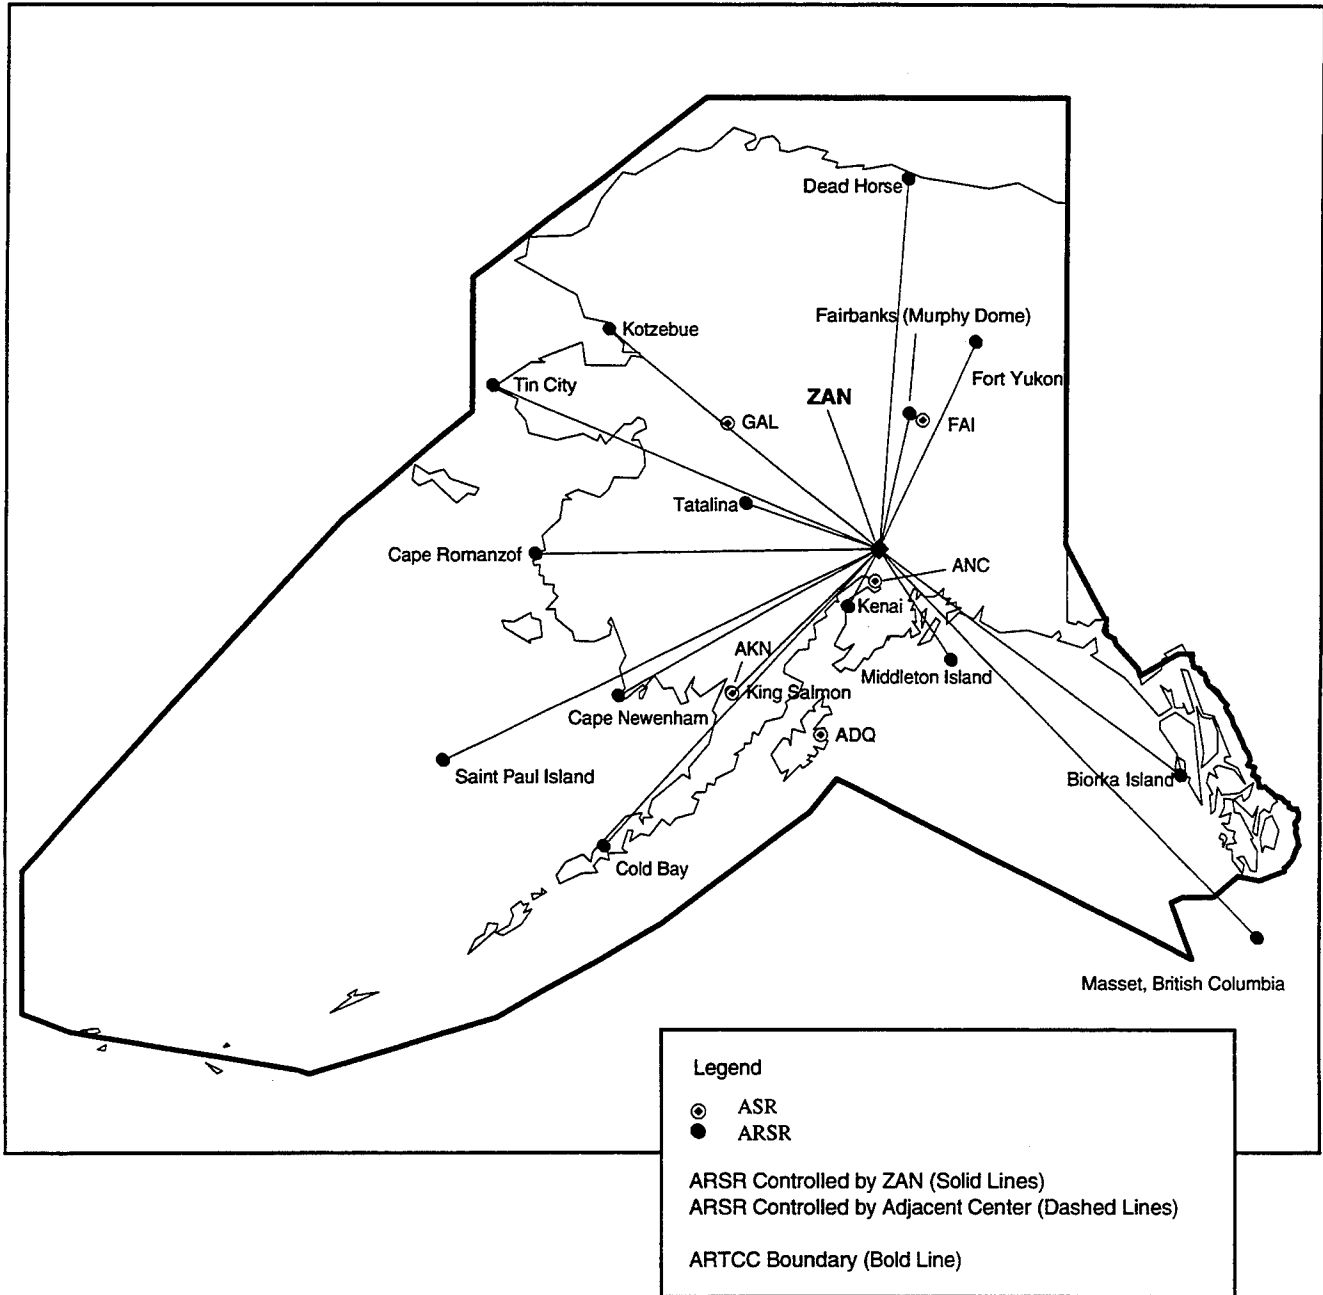 Dead Horse
Fairbanks (Murphy Dome)
Kotzebue
Fort Yukon
Tin City
ZAN
GAL
FAI
Tatalina
Cape Romanzof
ANC
Kenai
AKN
Middleton Island
King Salmon
Cape Newenham
ADQ
Saint Paul Island
Biorka Island
Cold Bay
Masset, British Columbia
Legend
ASR
ARSR
ARSR Controlled by ZAN (Solid Lines)
ARSR Controlled by Adjacent Center (Dashed Lines)
ARTCC Boundary (Bold Line)